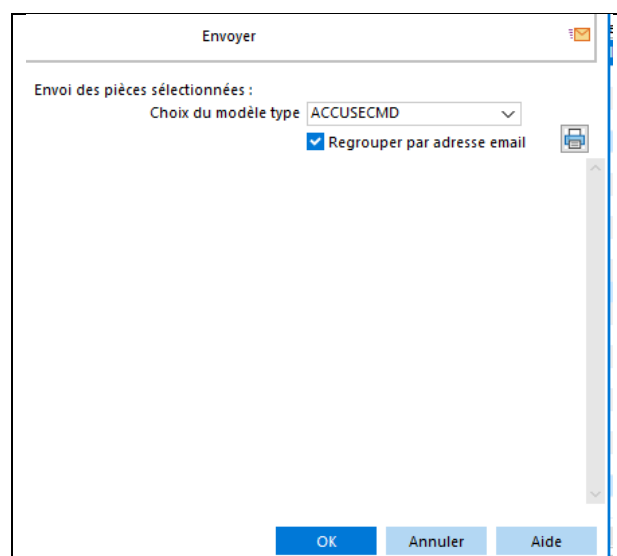 Envoyer
Envoi des pièces sélectionnées :
Choix du modèle type ACCUSECMD
Regrouper par adresse email
OK Annuler Aide